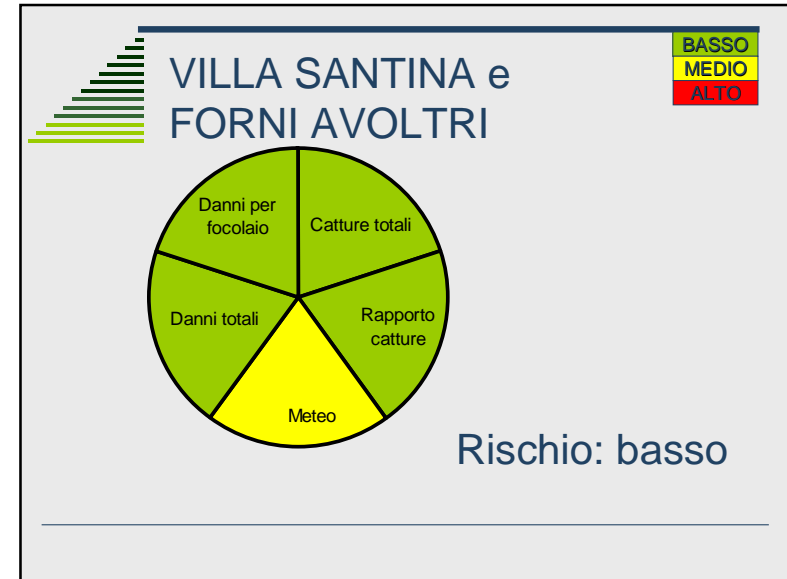 VILLA SANTINA e
FORNI AVOLTRI
BASSO
MEDIO
ALTO
Danni per
focolaio
Catture totali
Danni totali
Rapporto
catture
Meteo
Rischio: basso